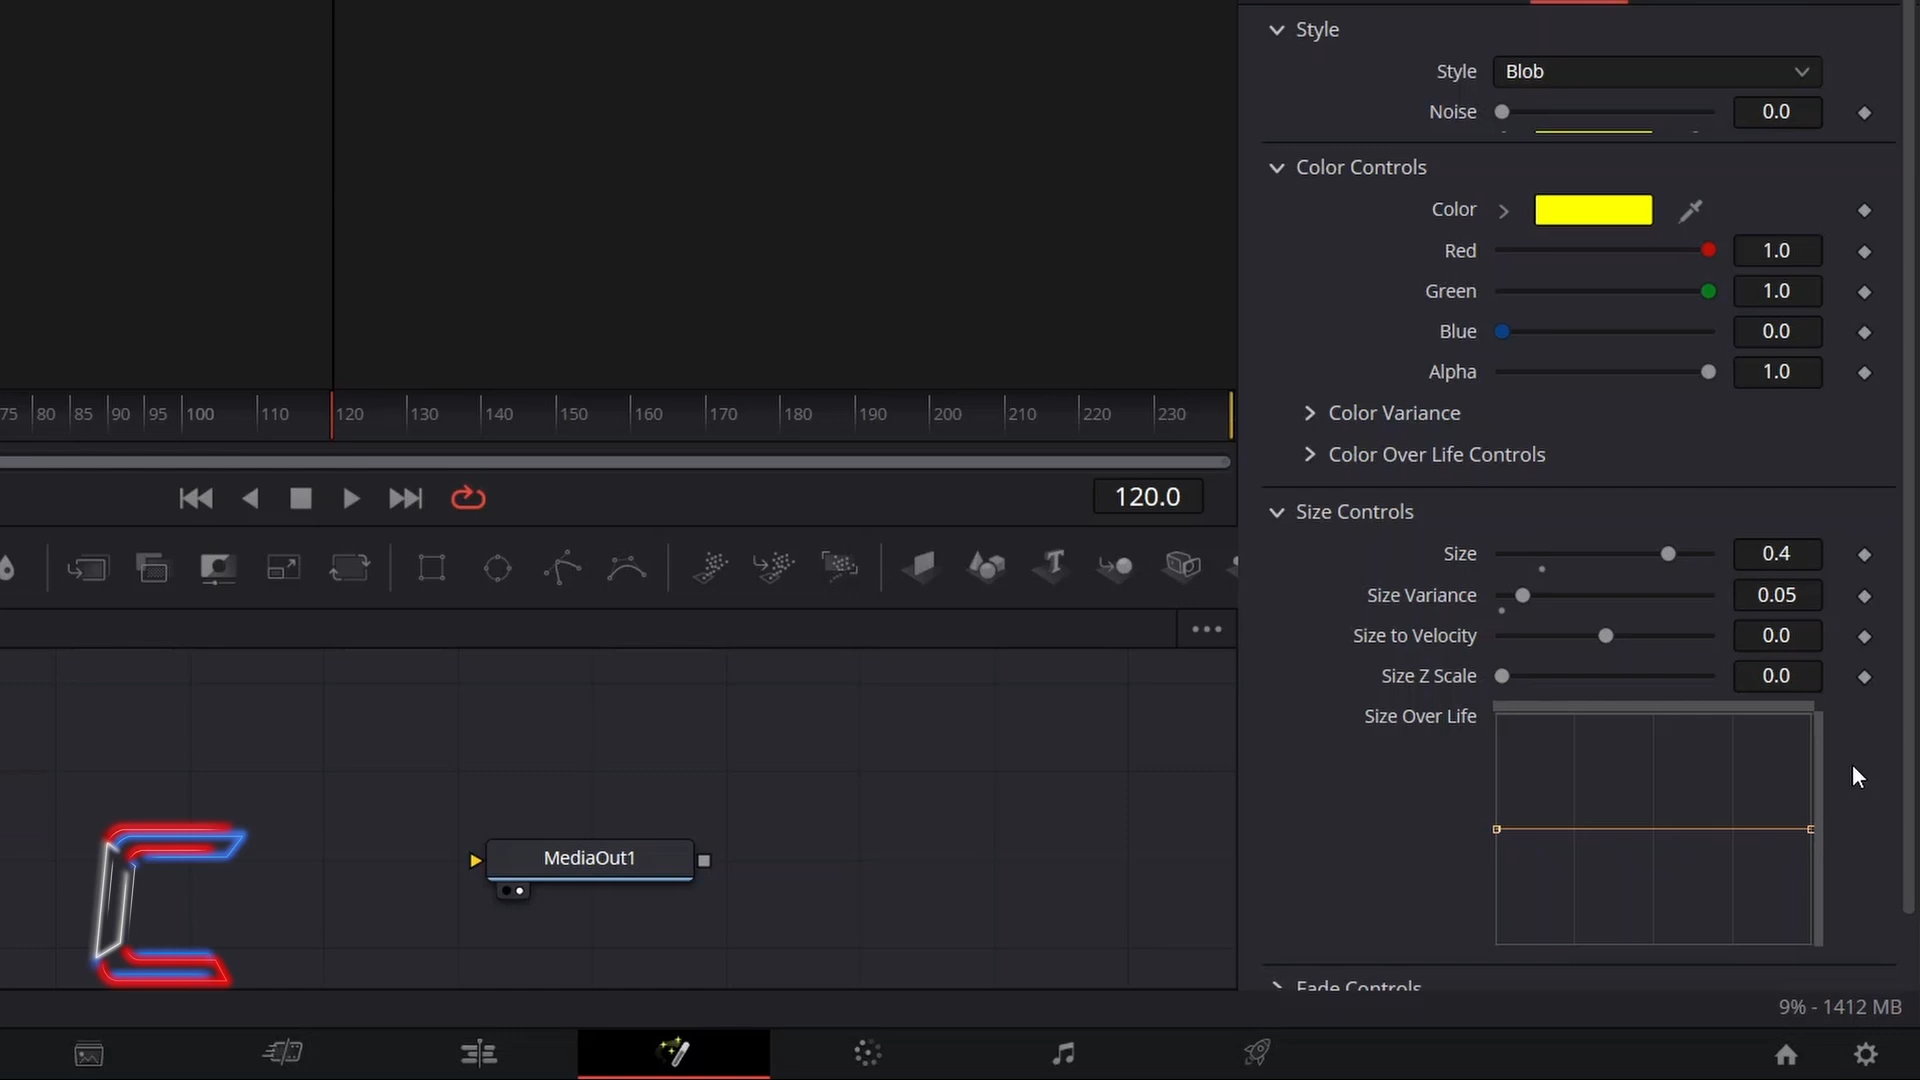 Style
Style Blob
Noise 0.0
Color Controls
Color
Red 1.0
Green 1.0
Blue 0.0
Alpha 1.0
Color Variance
Color Over Life Controls
75 80 85 90 95 100 110 120 130 140 150 160 170 180 190 200 210 220 230
120.0
Size Controls
Size 0.4
Size Variance 0.05
Size to Velocity 0.0
Size Z Scale 0.0
Size Over Life
MediaOut1
Fade Controls
9% - 1412 MB